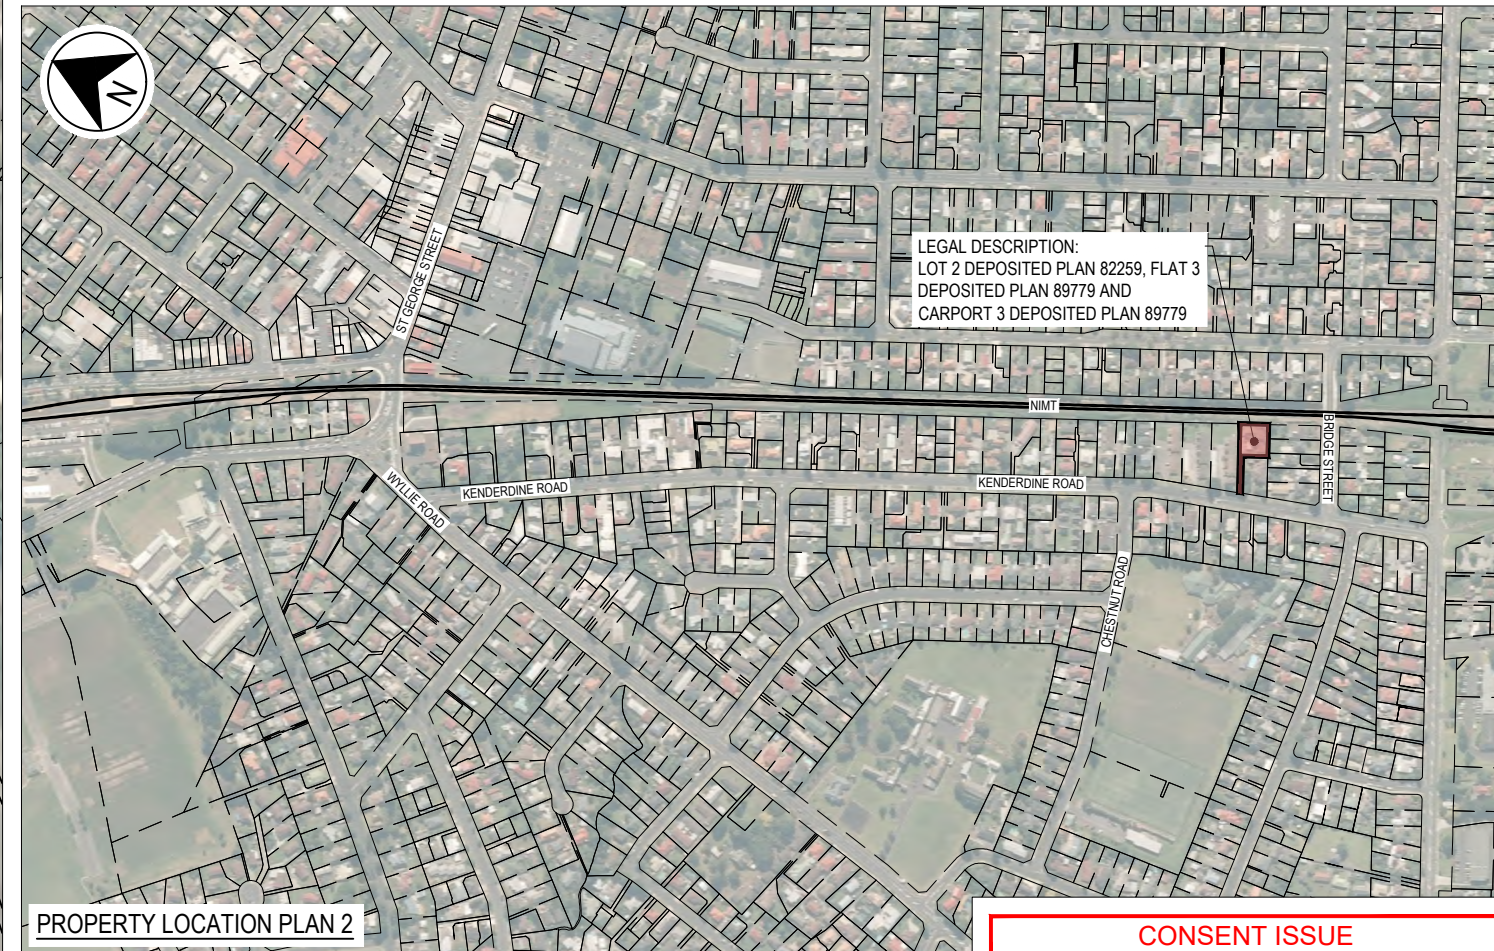 N
ST GEORGE STREET
LEGAL DESCRIPTION:
LOT 2 DEPOSITED PLAN 82259, FLAT 3
DEPOSITED PLAN 89779 AND
CARPORT 3 DEPOSITED PLAN 89779
NIMT
BRIDGE STREET
WYLLIE ROAD
KENDERDINE ROAD
KENDERDINE ROAD
CHESTNUT ROAD
PROPERTY LOCATION PLAN 2
CONSENT ISSUE